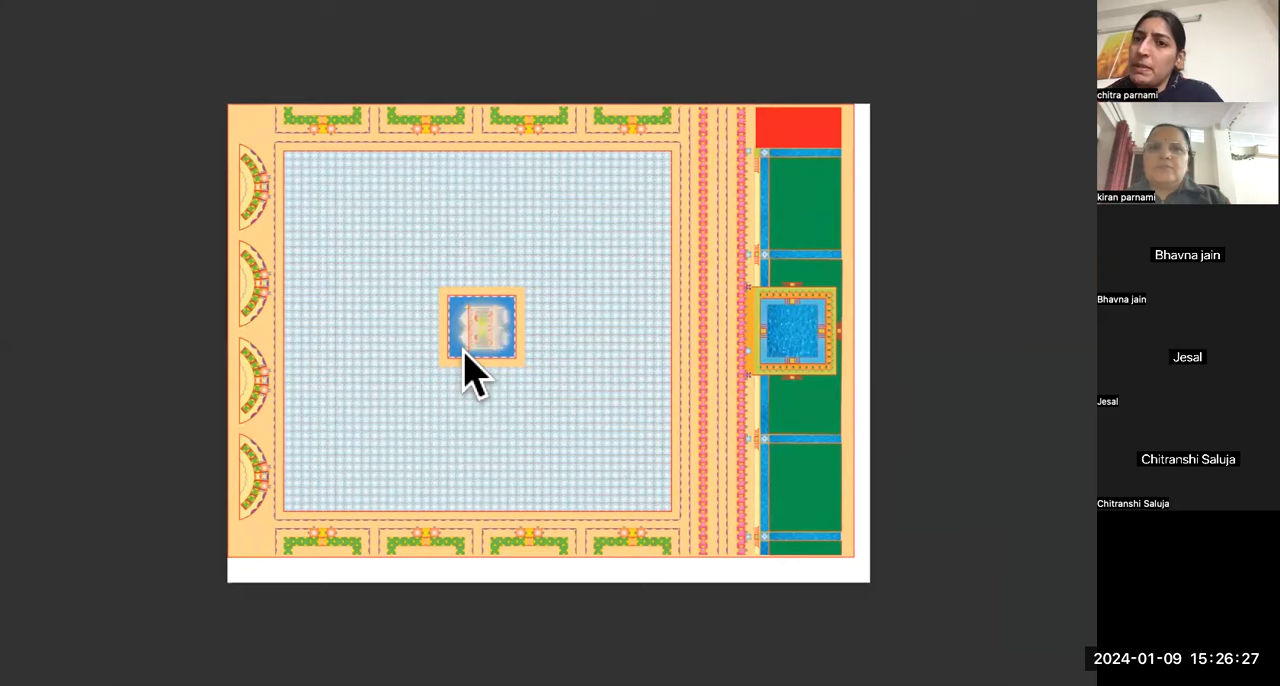 chitra parnami
kiran parnami
Bhavna jain
Bhavna jain
Jesal
Jesal
Chitranshi Saluja
Chitranshi Saluja
2024-01-09 15:26:27